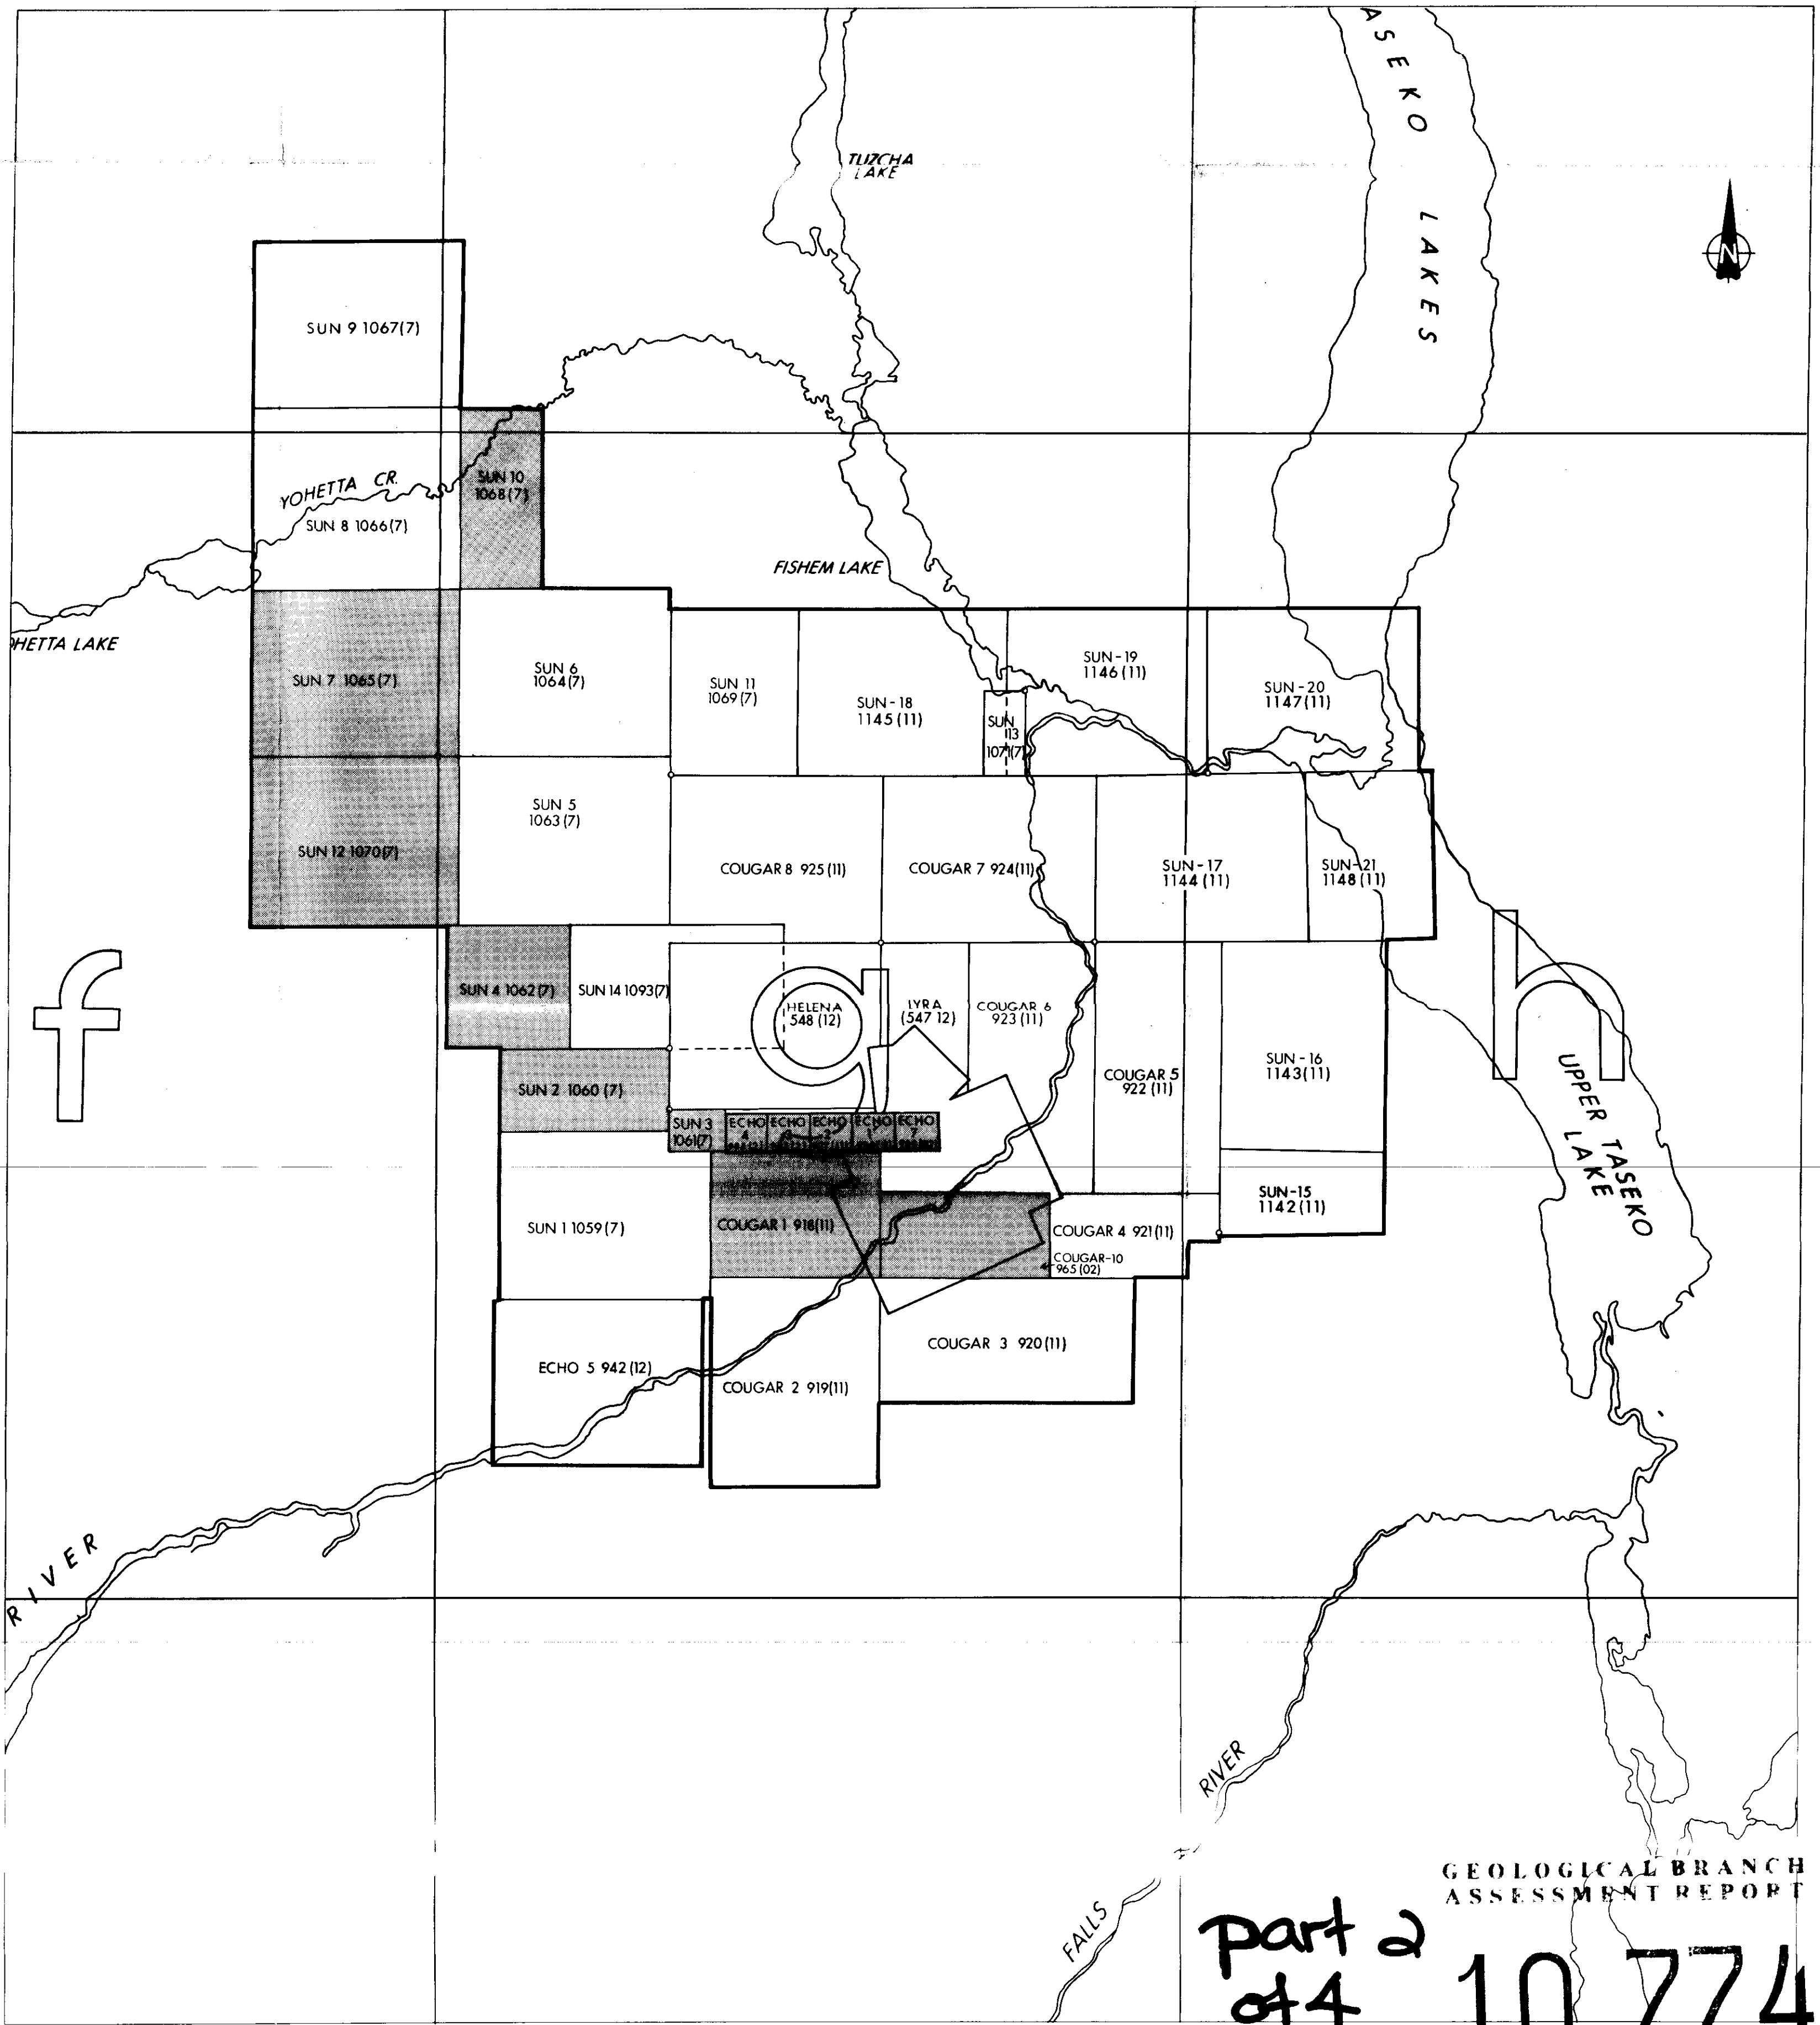 ASEKO LAKES
TUZCHA
LAKE
N
SUN 9 1067(7)
YOHETTA CR.
SUN 10
1068(7)
SUN 8 1066(7)
FISHEM LAKE
HETTA LAKE
SUN 7 1065(7)
SUN 6
1064(7)
SUN 11
1069(7)
SUN-18
1145(11)
SUN
13
1071(7)
SUN-19
1146(11)
SUN-20
1147(11)
SUN 12 1070(7)
SUN 5
1063(7)
COUGAR 8 925(11)
COUGAR 7 924(11)
SUN-17
1144(11)
SUN-21
1148(11)
f
h
SUN 4 1062(7)
SUN 14 1093(7)
HELENA
548 (12)
LYRA
(547 12)
COUGAR 6
923(11)
COUGAR 5
922(11)
SUN-16
1143(11)
UPPER TASEKO
LAKE
SUN 2 1060 (7)
SUN 3
1061(7)
ECHO
4
ECHO
ECHO
2
ECHO
1
ECHO
7
SUN 1 1059(7)
COUGAR 1 918(11)
COUGAR 4 921(11)
COUGAR-10
965(02)
SUN-15
1142(11)
ECHO 5 942(12)
COUGAR 2 919(11)
COUGAR 3 920(11)
RIVER
RIVER
FALLS
GEOLOGICAL BRANCH
ASSESSMENT REPORT
part 2
of 4
10,774